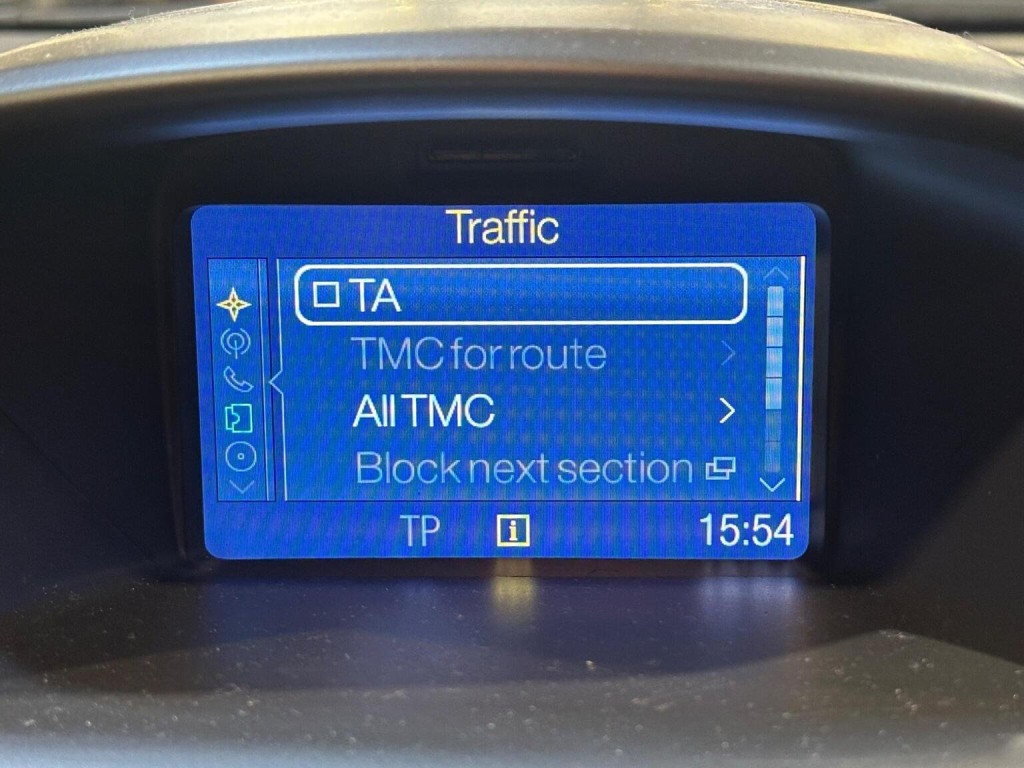 Traffic
TA
TMC for route
All TMC
Block next section
TP i 15:54